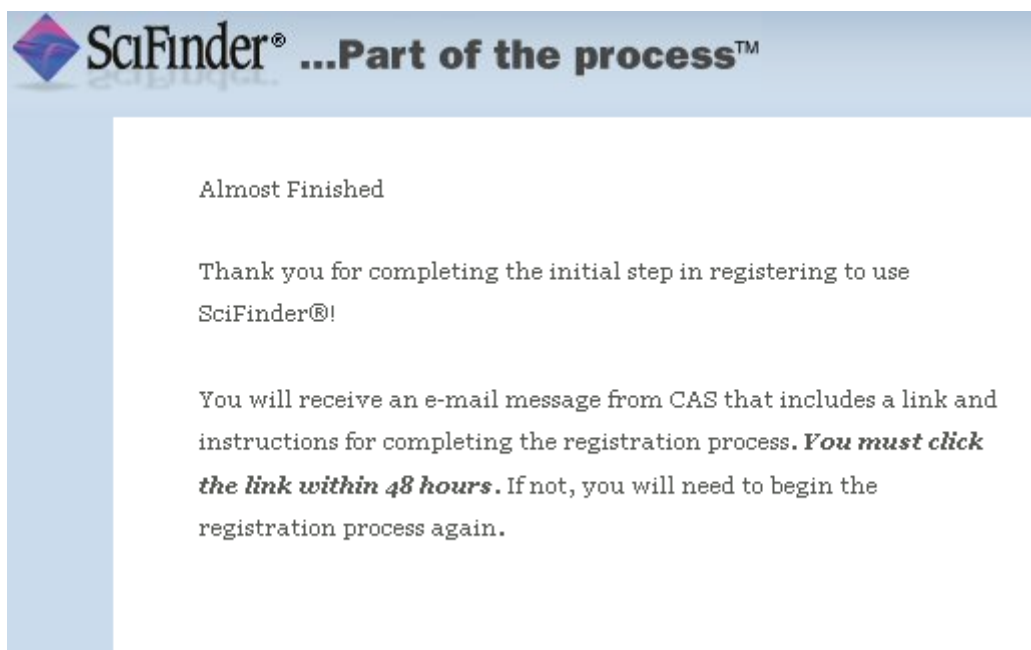 SciFinder® ...Part of the process™
Almost Finished
Thank you for completing the initial step in registering to use
SciFinder®!
You will receive an e-mail message from CAS that includes a link and
instructions for completing the registration process. You must click
the link within 48 hours. If not, you will need to begin the
registration process again.